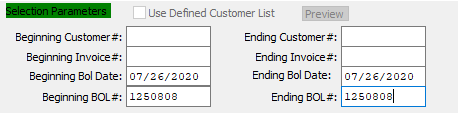 Selection Parameters Use Defined Customer List Preview
Beginning Customer#: Ending Customer#:
Beginning Invoice#: Ending Invoice#:
Beginning Bol Date: 07/26/2020 Ending Bol Date: 07/26/2020
Beginning BOL#: 1250808 Ending BOL#: 1250808